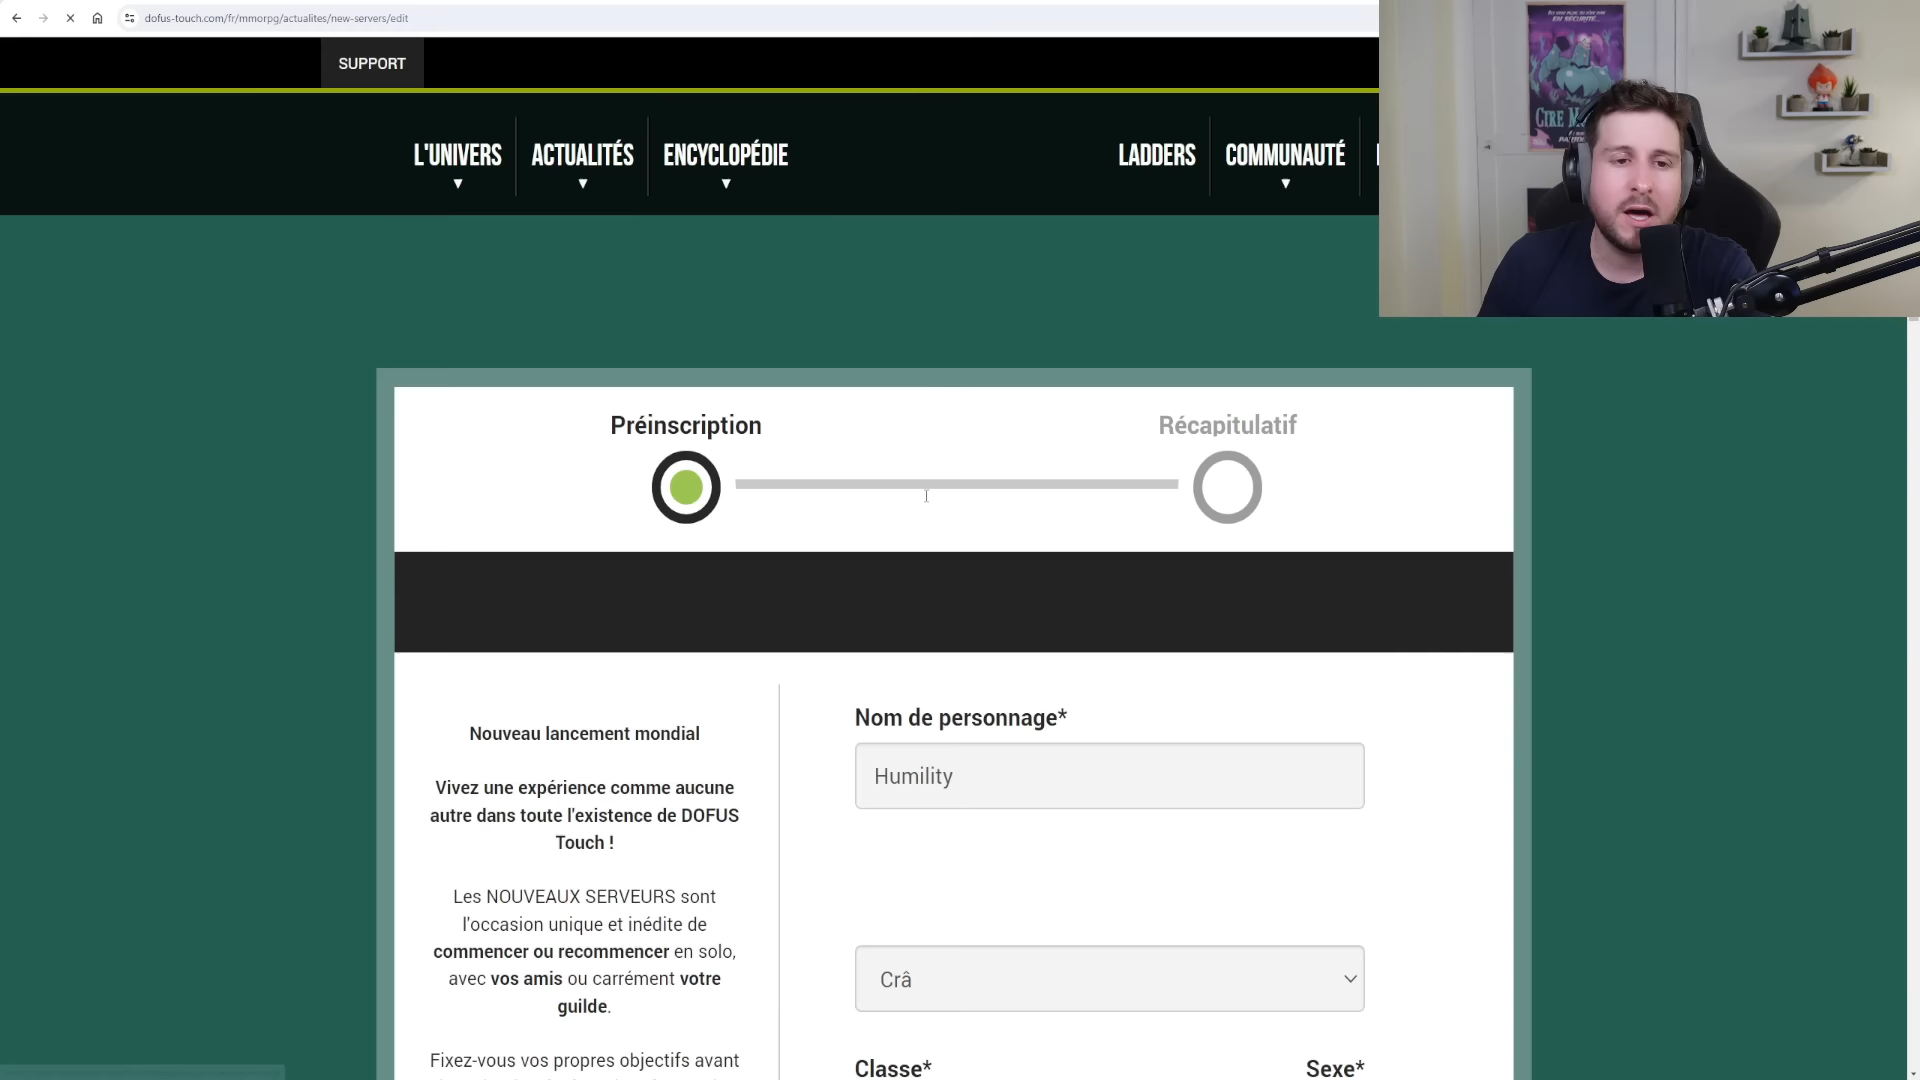 dofus-touch.com/fr/mmorpg/actualites/new-servers/edit
SUPPORT
L'UNIVERS
ACTUALITÉS
ENCYCLOPÉDIE
LADDERS
COMMUNAUTÉ
EN SÉCURITÉ...
Préinscription
Récapitulatif
Nouveau lancement mondial
Vivez une expérience comme aucune
autre dans toute l'existence de DOFUS
Touch !
Les NOUVEAUX SERVEURS sont
l'occasion unique et inédite de
commencer ou recommencer en solo,
avec vos amis ou carrément votre
guilde.
Fixez-vous vos propres objectifs avant
Nom de personnage*
Humility
Crâ
Classe*
Sexe*